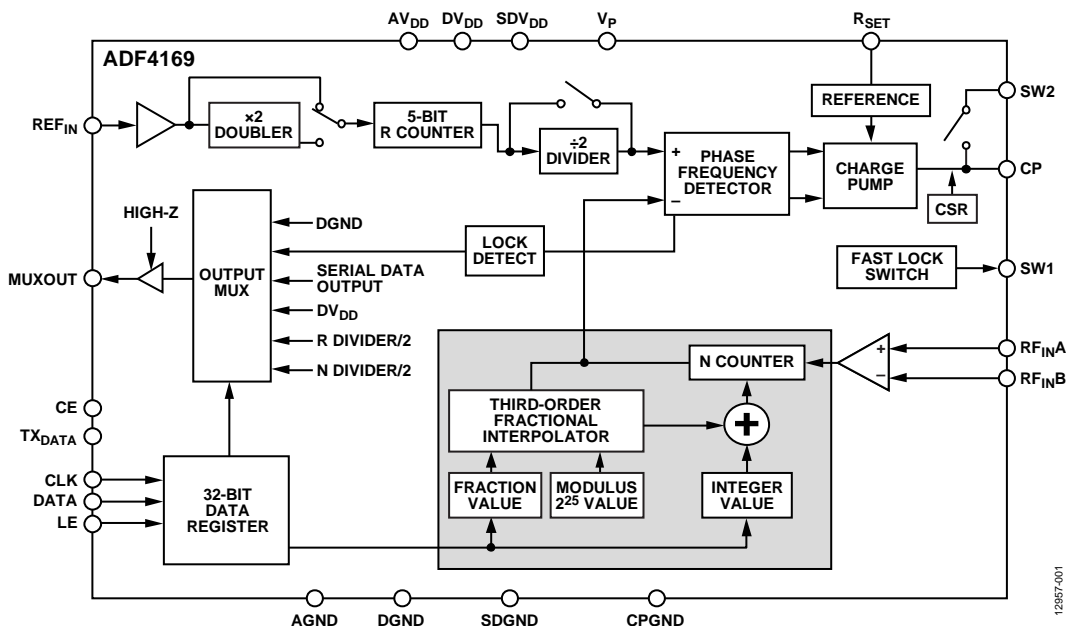 AVDD DVDD SDVDD VP RSET
ADF4169
REFIN
×2
DOUBLER
5-BIT
R COUNTER
÷2
DIVIDER
+
−
PHASE
FREQUENCY
DETECTOR
REFERENCE
CHARGE
PUMP
CSR
SW2
CP
HIGH-Z
MUXOUT
OUTPUT
MUX
DGND
LOCK
DETECT
SERIAL DATA
OUTPUT
DVDD
R DIVIDER/2
N DIVIDER/2
FAST LOCK
SWITCH
SW1
N COUNTER
+
−
RFINA
RFINB
THIRD-ORDER
FRACTIONAL
INTERPOLATOR
+
CE
TXDATA
CLK
DATA
LE
32-BIT
DATA
REGISTER
FRACTION
VALUE
MODULUS
2²⁵ VALUE
INTEGER
VALUE
AGND DGND SDGND CPGND
12957-001